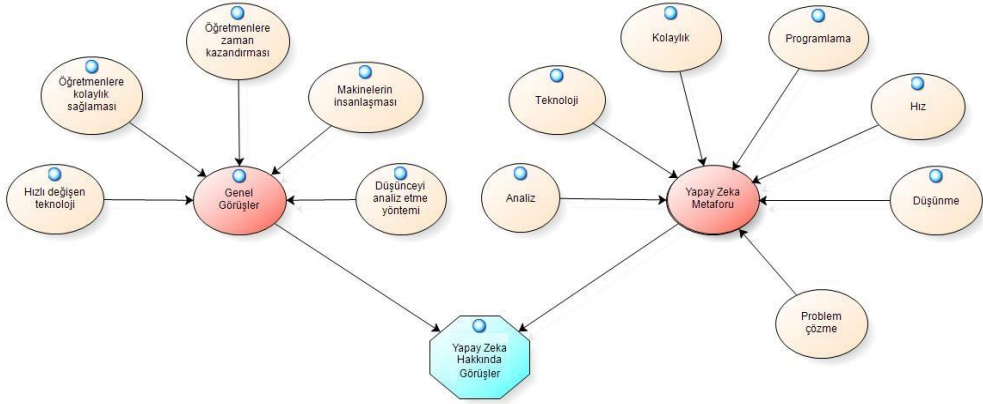 Öğretmenlere
zaman
kazandırması
Öğretmenlere
kolaylık
sağlaması
Makinelerin
insanlaşması
Hızlı değişen
teknoloji
Genel
Görüşler
Düşünceyi
analiz etme
yöntemi
Kolaylık
Programlama
Teknoloji
Hız
Analiz
Yapay Zeka
Metaforu
Düşünme
Problem
çözme
Yapay Zeka
Hakkında
Görüşler